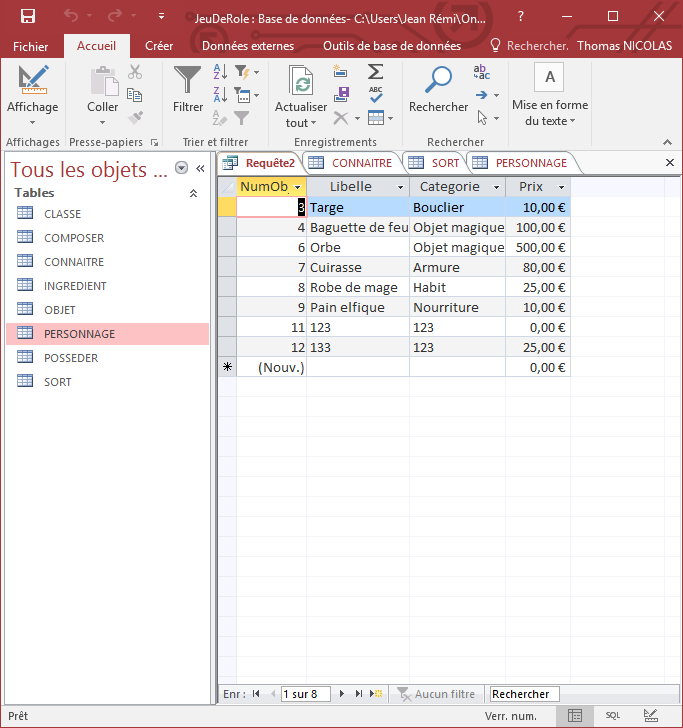 JeuDeRole : Base de données- C:\Users\Jean Rémi\On...
Fichier Accueil Créer Données externes Outils de base de données Rechercher. Thomas NICOLAS
Affichage Coller Filtrer Actualiser tout Rechercher Mise en forme du texte
Affichages Presse-papiers Trier et filtrer Enregistrements Rechercher
Tous les objets ... «
Tables
CLASSE
COMPOSER
CONNAITRE
INGREDIENT
OBJET
PERSONNAGE
POSSEDER
SORT
Requête2 CONNAITRE SORT PERSONNAGE
NumOb Libelle Categorie Prix
3 Targe Bouclier 10,00 €
4 Baguette de feu Objet magique 100,00 €
6 Orbe Objet magique 500,00 €
7 Cuirasse Armure 80,00 €
8 Robe de mage Habit 25,00 €
9 Pain elfique Nourriture 10,00 €
11 123 123 0,00 €
12 133 123 25,00 €
(Nouv.) 0,00 €
Enr : 1 sur 8 Aucun filtre Rechercher
Prêt Verr. num. SQL